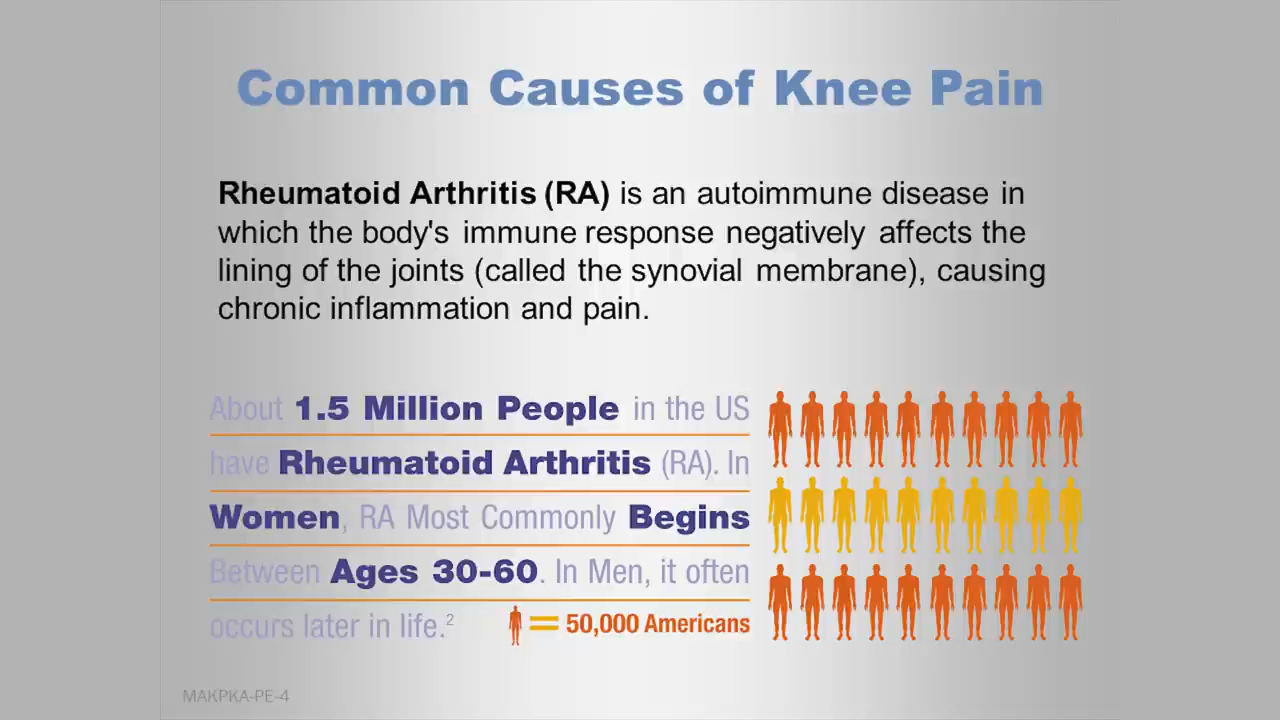 Common Causes of Knee Pain
Rheumatoid Arthritis (RA) is an autoimmune disease in
which the body's immune response negatively affects the
lining of the joints (called the synovial membrane), causing
chronic inflammation and pain.
About 1.5 Million People in the US
have Rheumatoid Arthritis (RA). In
Women, RA Most Commonly Begins
Between Ages 30-60. In Men, it often
occurs later in life.²
= 50,000 Americans
MAKPKA-PE-4